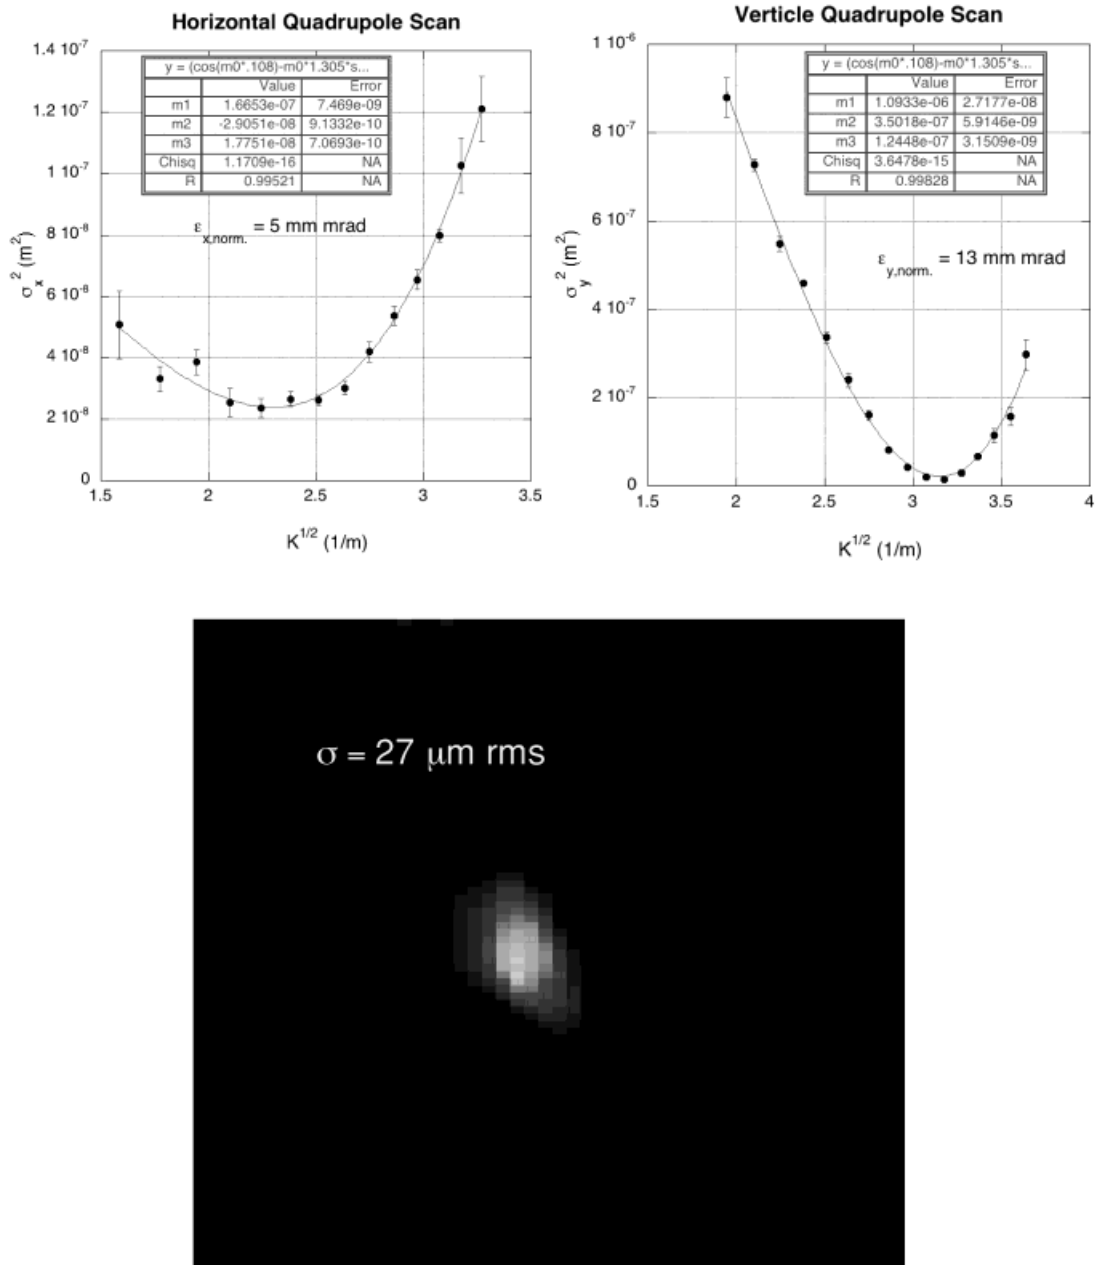 Horizontal Quadrupole Scan
1.4 10⁻⁷
1.2 10⁻⁷
1 10⁻⁷
8 10⁻⁸
6 10⁻⁸
4 10⁻⁸
2 10⁻⁸
0
σx² (m²)
y = (cos(m0*.108)-m0*1.305*s...
Value Error
m1 1.6653e-07 7.469e-09
m2 -2.9051e-08 9.1332e-10
m3 1.7751e-08 7.0693e-10
Chisq 1.1709e-16 NA
R 0.99521 NA
εx,norm. = 5 mm mrad
1.5 2 2.5 3 3.5
K^1/2 (1/m)
Verticle Quadrupole Scan
1 10⁻⁶
8 10⁻⁷
6 10⁻⁷
4 10⁻⁷
2 10⁻⁷
0
σy² (m²)
y = (cos(m0*.108)-m0*1.305*s...
Value Error
m1 1.0933e-06 2.7177e-08
m2 3.5018e-07 5.9146e-09
m3 1.2448e-07 3.1509e-09
Chisq 3.6478e-15 NA
R 0.99828 NA
εy,norm. = 13 mm mrad
1.5 2 2.5 3 3.5 4
K^1/2 (1/m)
σ = 27 μm rms